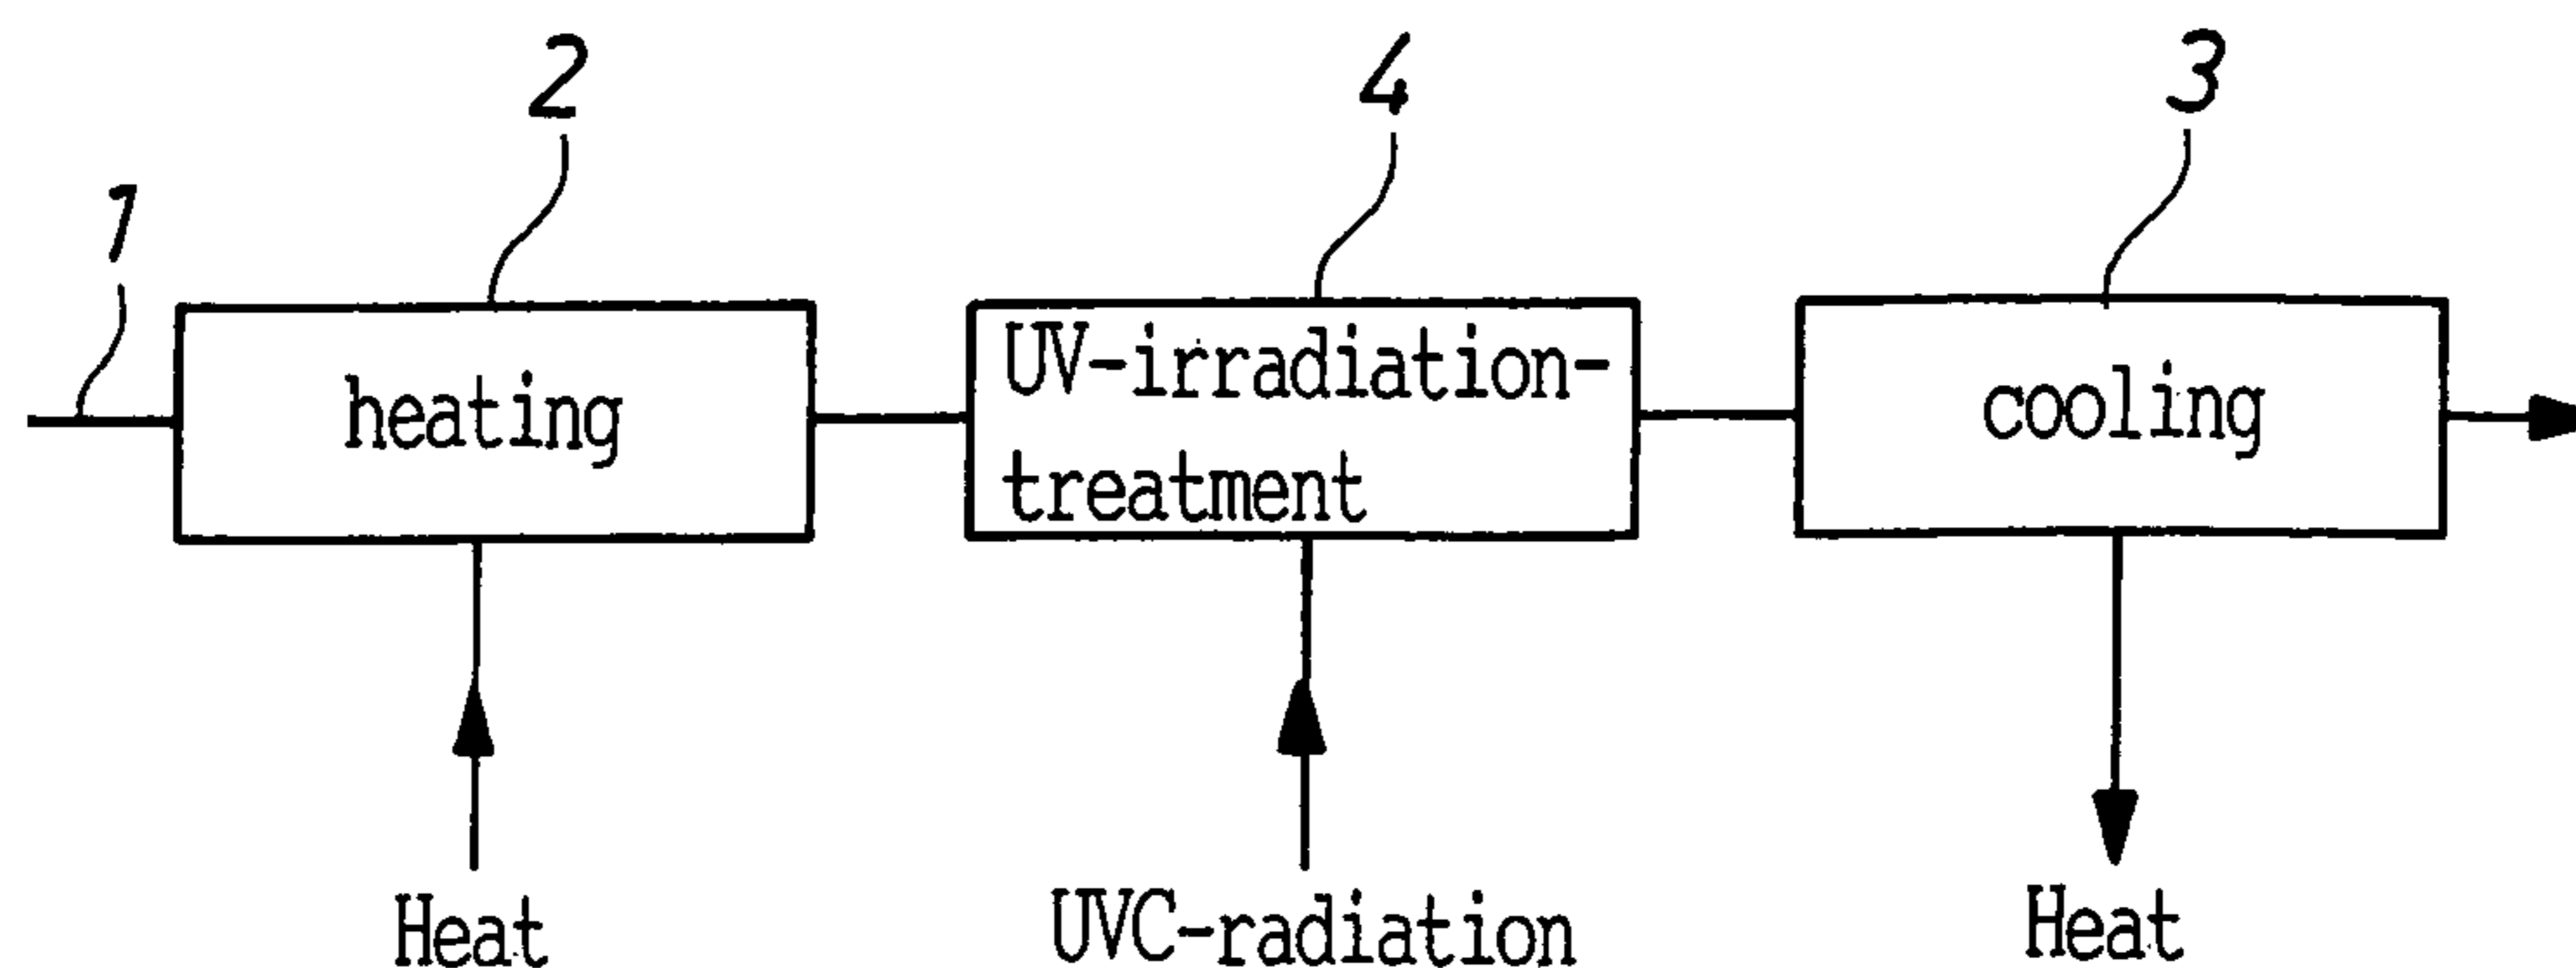 1
2
4
3
heating
UV-irradiation-
treatment
cooling
Heat
UVC-radiation
Heat